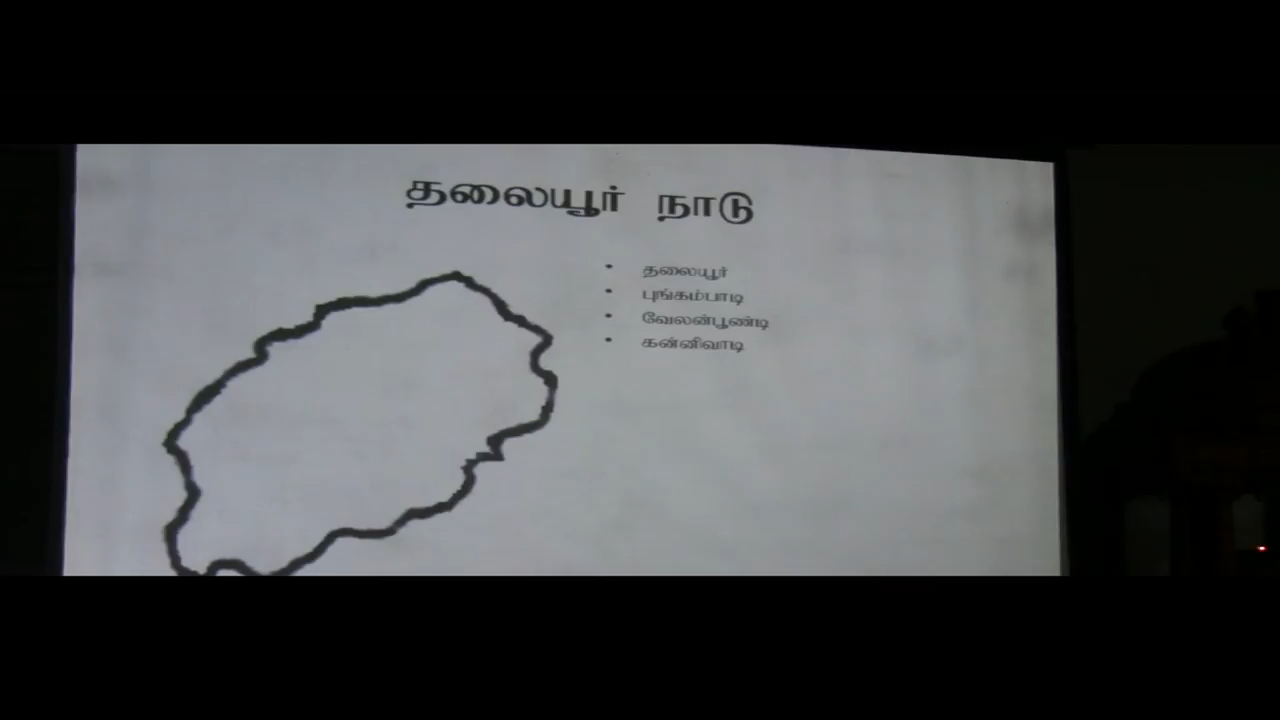 தலையூர் நாடு
• தலையூர்
• புங்கம்பாடி
• வேலன்பூண்டி
• கன்னிவாடி